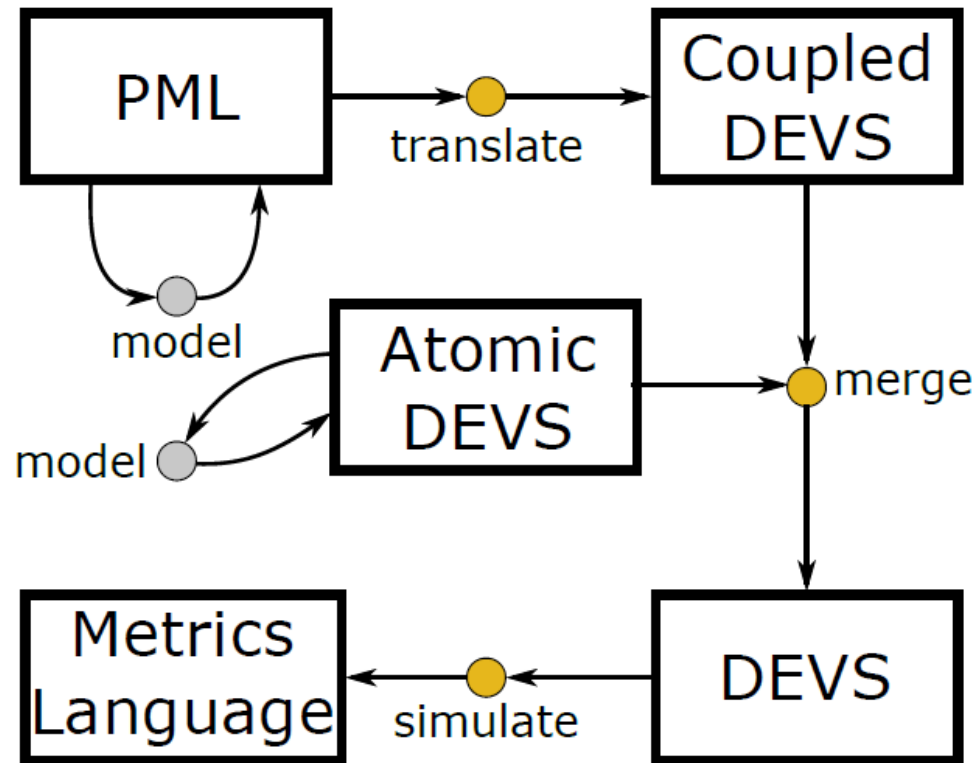 PML
translate
Coupled
DEVS
model
Atomic
DEVS
merge
model
Metrics
Language
simulate
DEVS